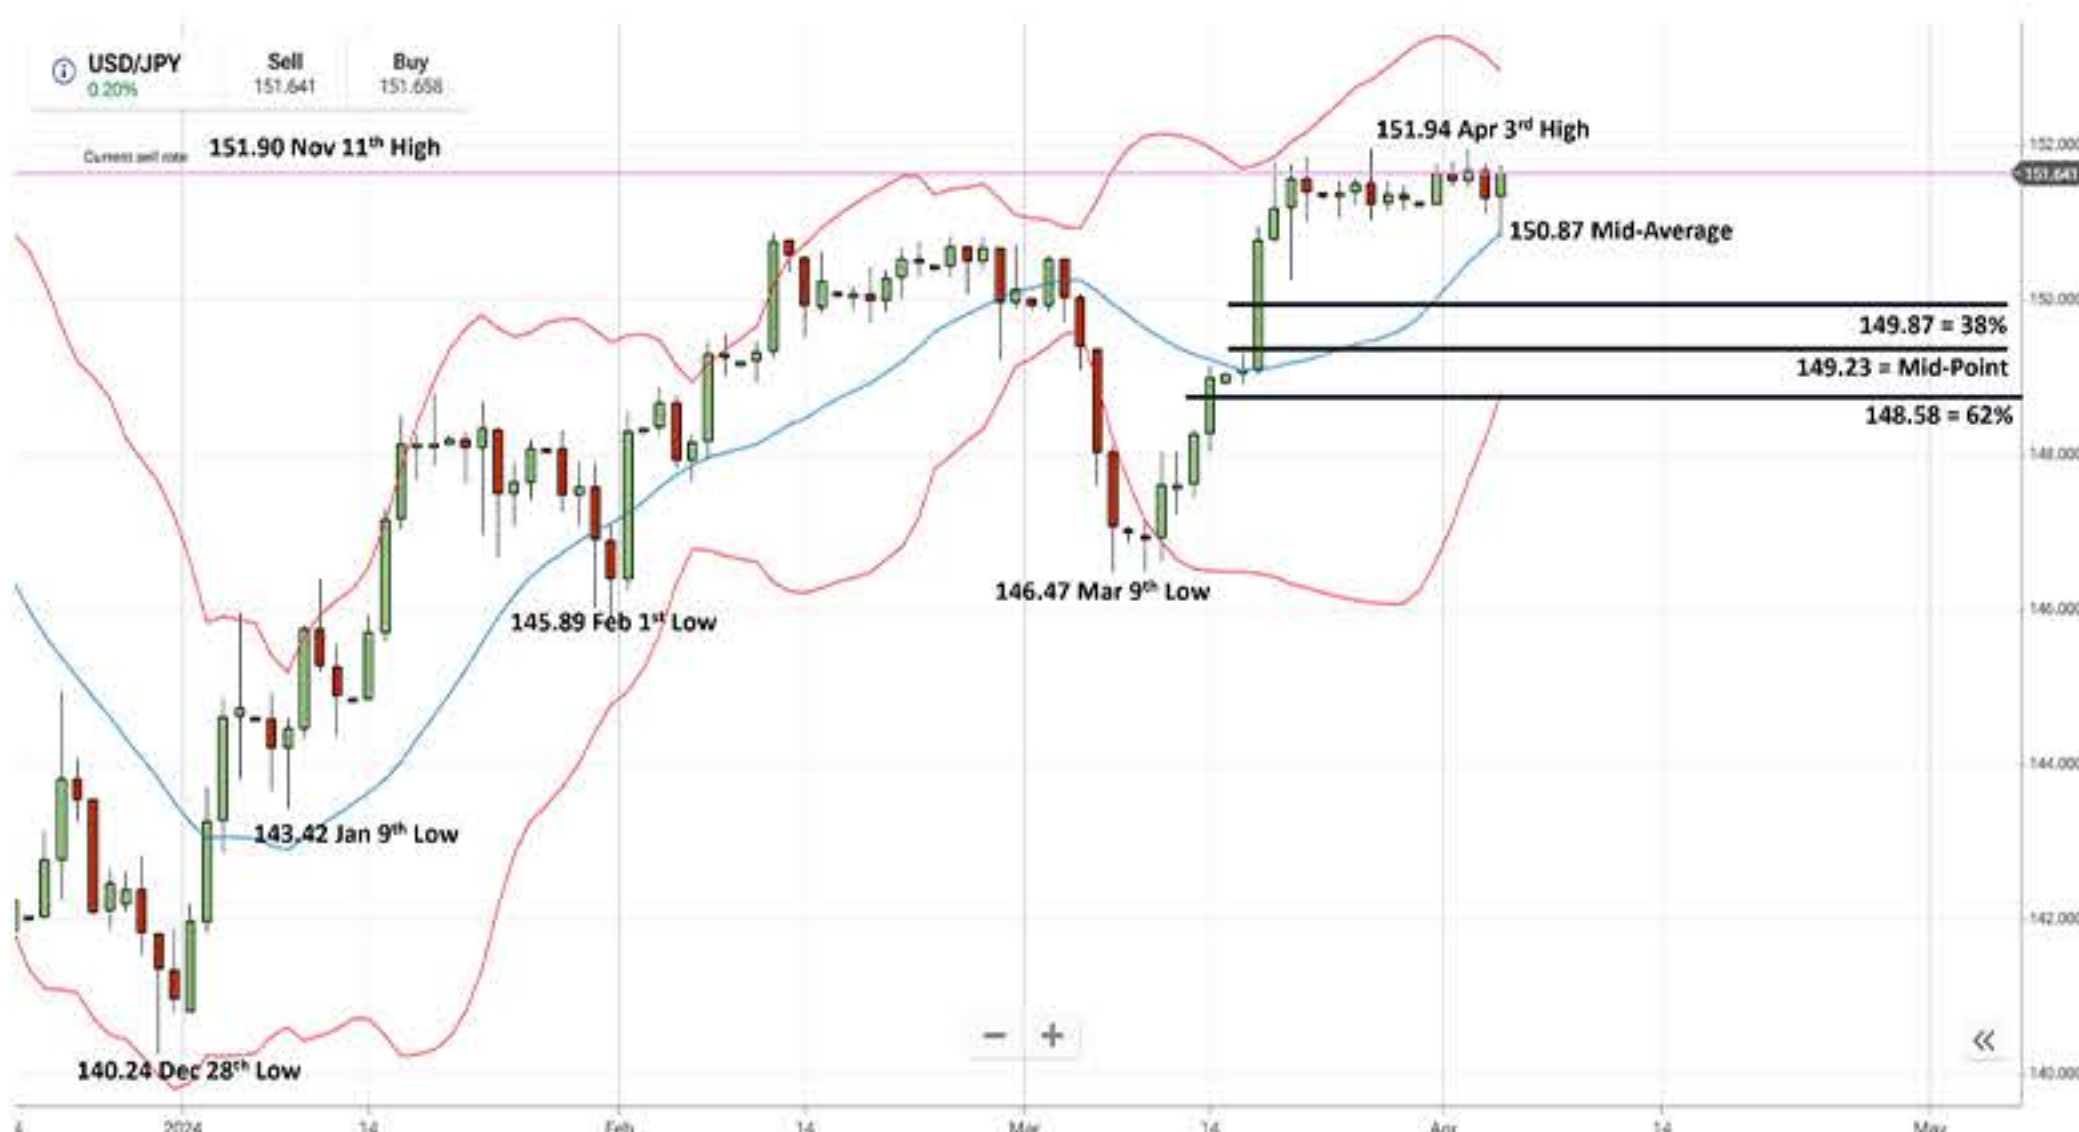 USD/JPY Sell Buy
0.20% 151.641 151.658
151.94 Apr 3rd High
151.90 Nov 11th High
152.000
Current sell rate
151.641
150.87 Mid-Average
150.000
149.87 = 38%
149.23 = Mid-Point
148.58 = 62%
148.000
146.47 Mar 9th Low
146.000
145.89 Feb 1st Low
144.000
143.42 Jan 9th Low
142.000
140.24 Dec 28th Low
140.000
2024 14 Feb 14 Mar 14 Apr 14 May